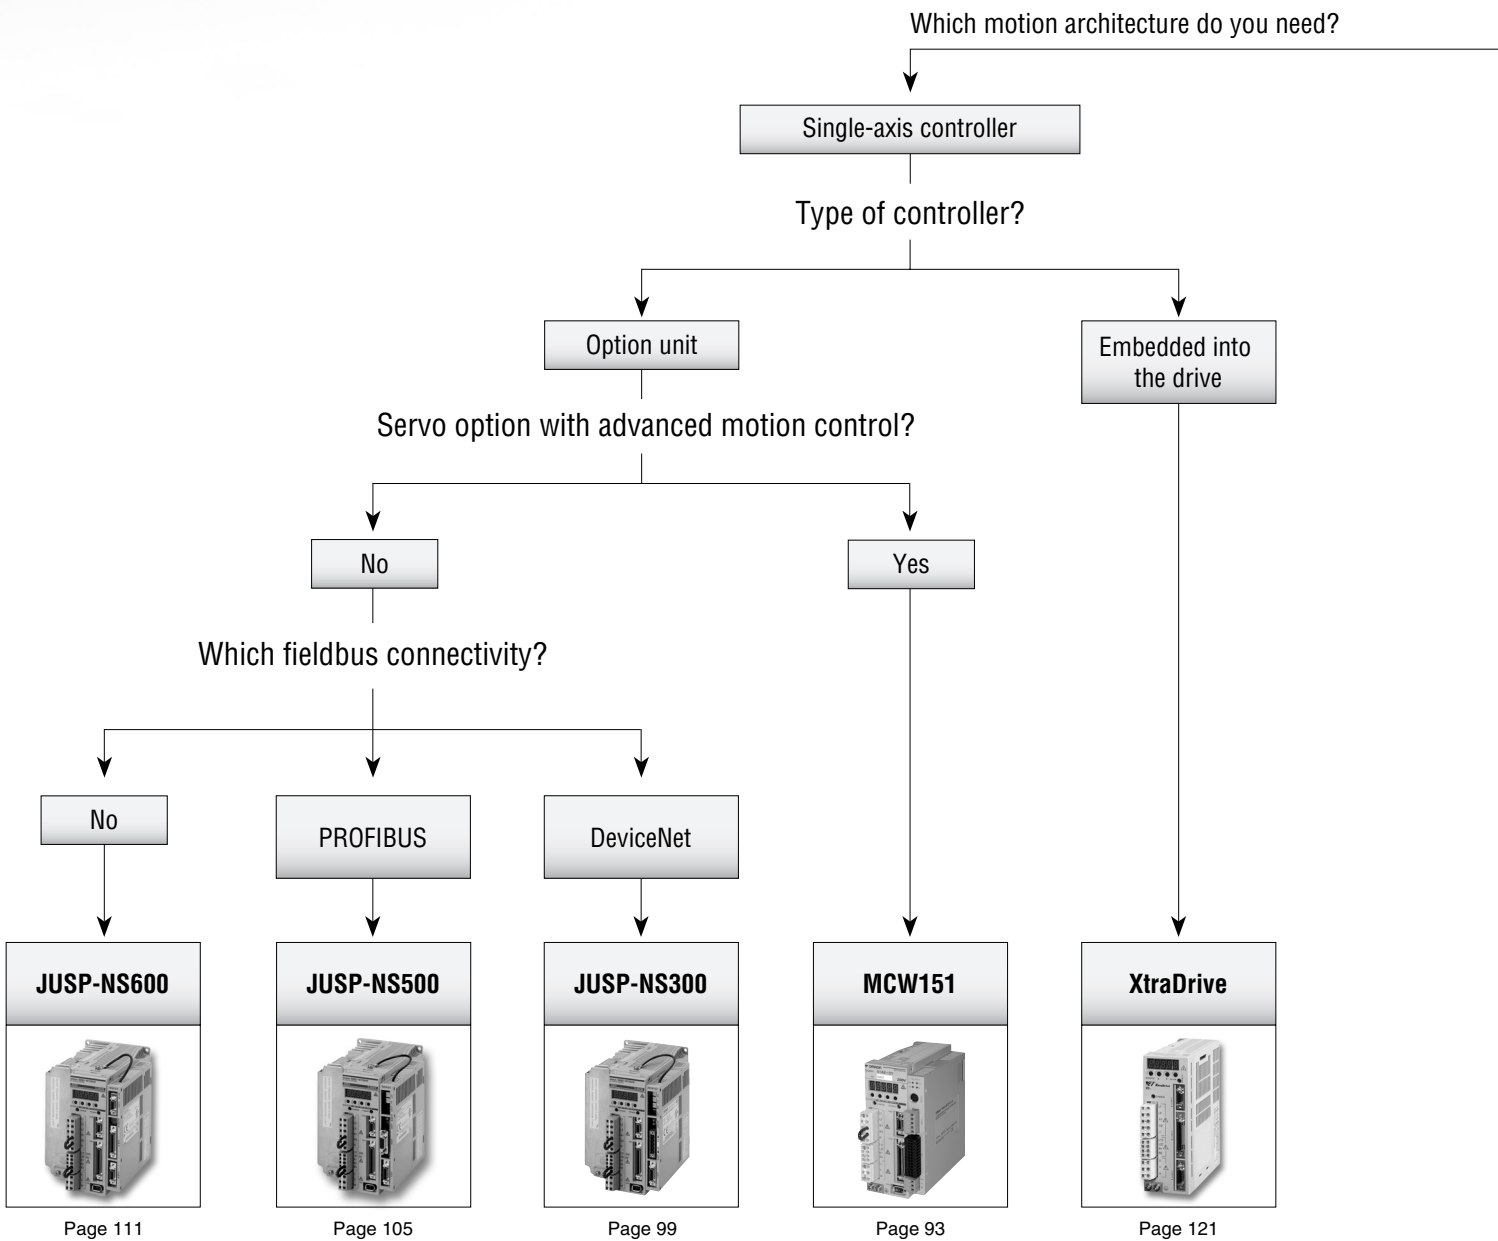 Which motion architecture do you need?
Single-axis controller
Type of controller?
Option unit
Embedded into
the drive
Servo option with advanced motion control?
No
Yes
Which fieldbus connectivity?
No
PROFIBUS
DeviceNet
JUSP-NS600
JUSP-NS500
JUSP-NS300
MCW151
XtraDrive
Page 111
Page 105
Page 99
Page 93
Page 121